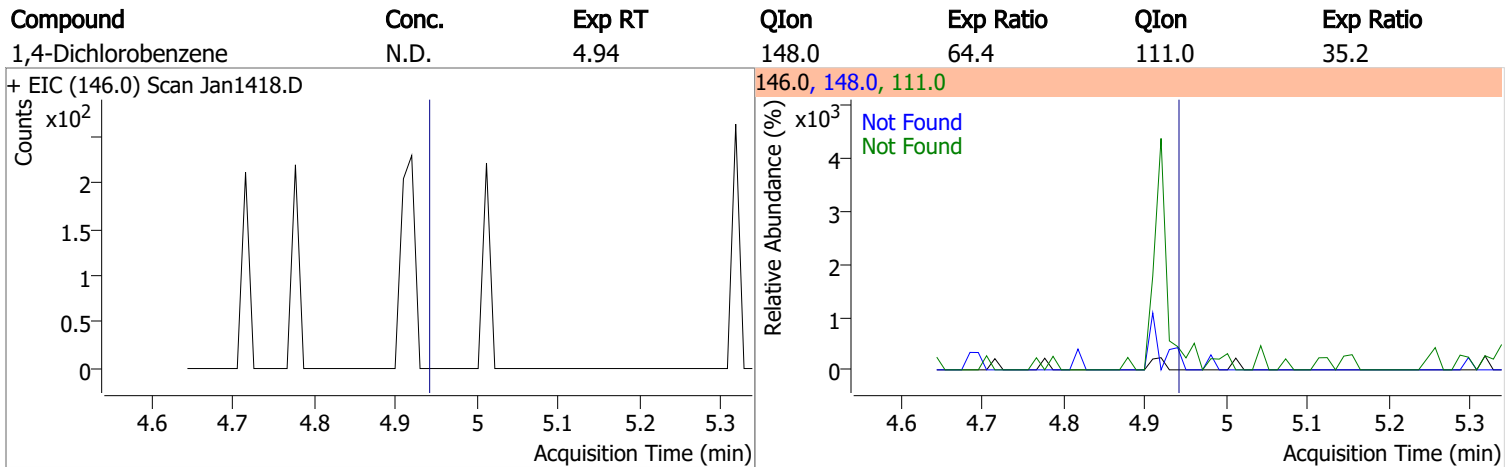 Compound Conc. Exp RT QIon Exp Ratio QIon Exp Ratio
1,4-Dichlorobenzene N.D. 4.94 148.0 64.4 111.0 35.2
+ EIC (146.0) Scan Jan1418.D
Counts
x10²
2
1.5
1
0.5
0
4.6 4.7 4.8 4.9 5 5.1 5.2 5.3
Acquisition Time (min)
146.0, 148.0, 111.0
Relative Abundance (%)
x10³
Not Found
Not Found
4
3
2
1
0
4.6 4.7 4.8 4.9 5 5.1 5.2 5.3
Acquisition Time (min)